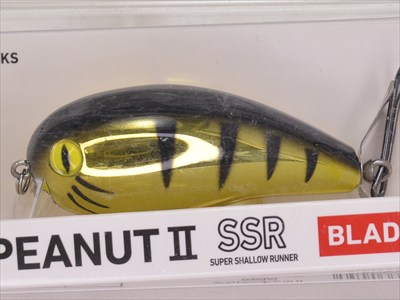 KS
PEANUT II SSR BLAD
SUPER SHALLOW RUNNER